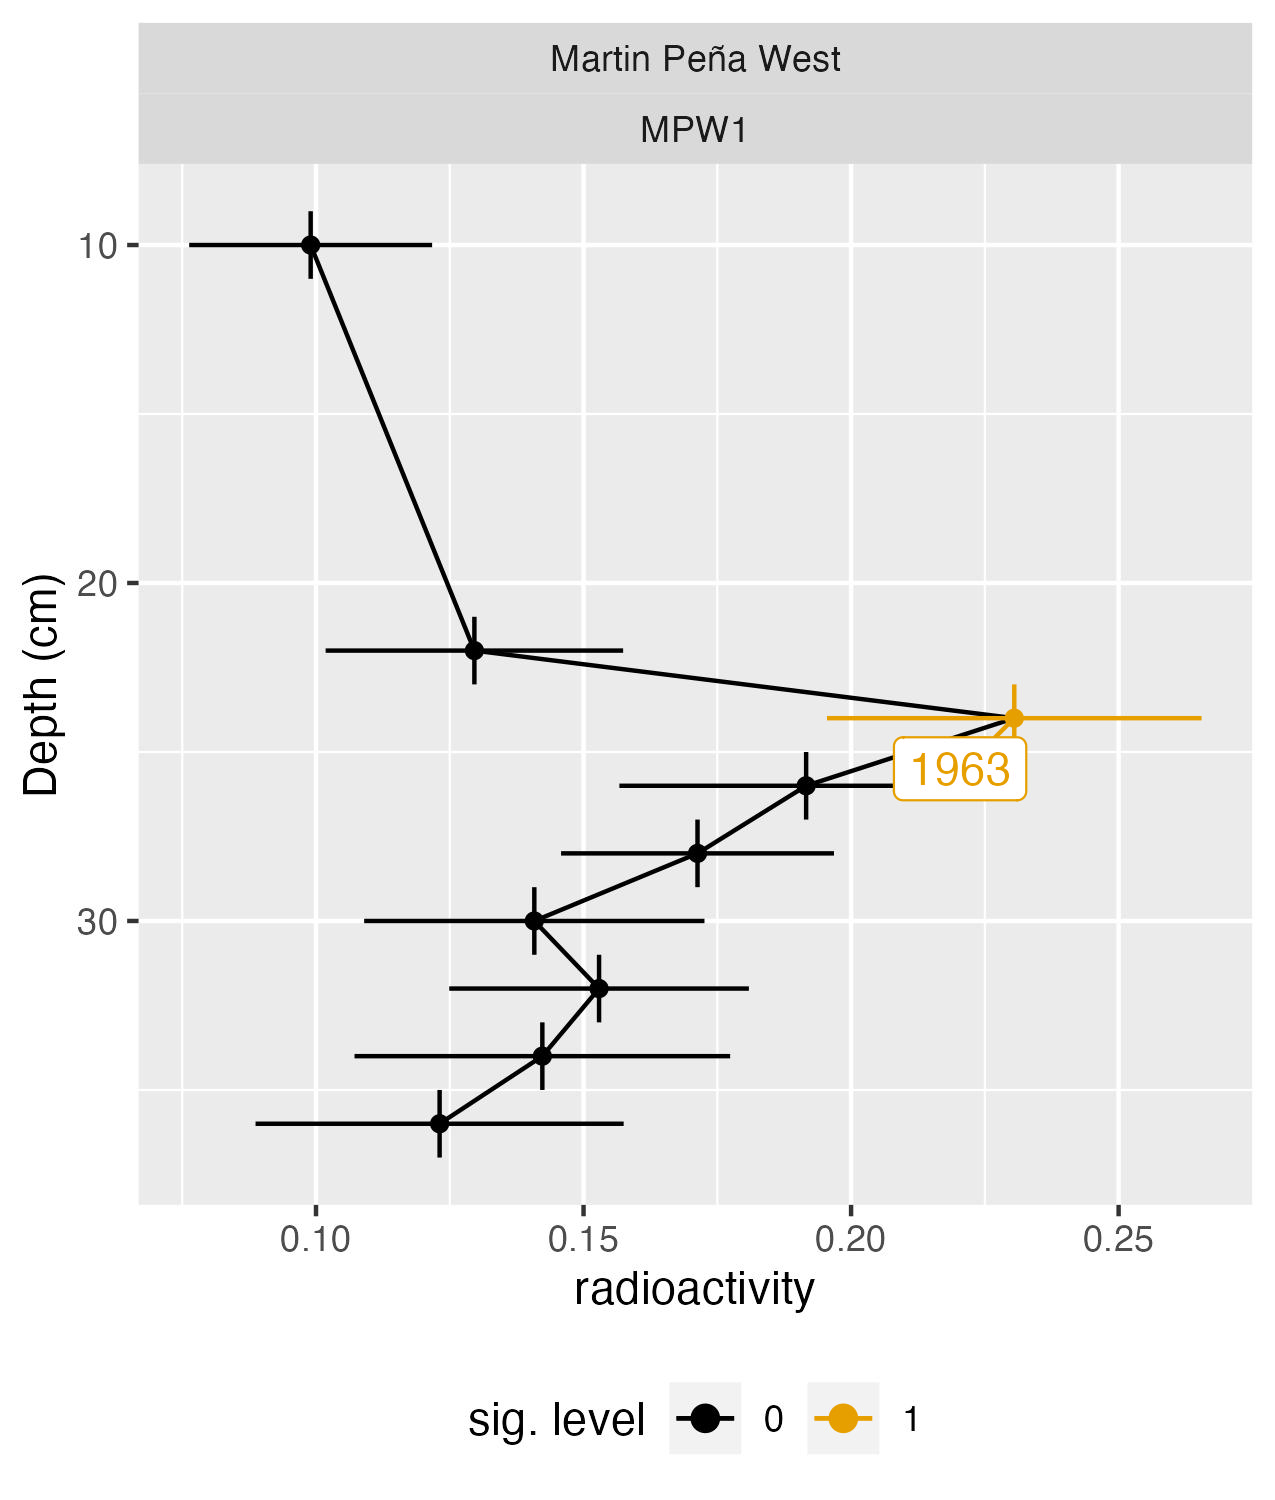 Martin Peña West
MPW1
10
20
30
Depth (cm)
1963
0.10 0.15 0.20 0.25
radioactivity
sig. level 0 1